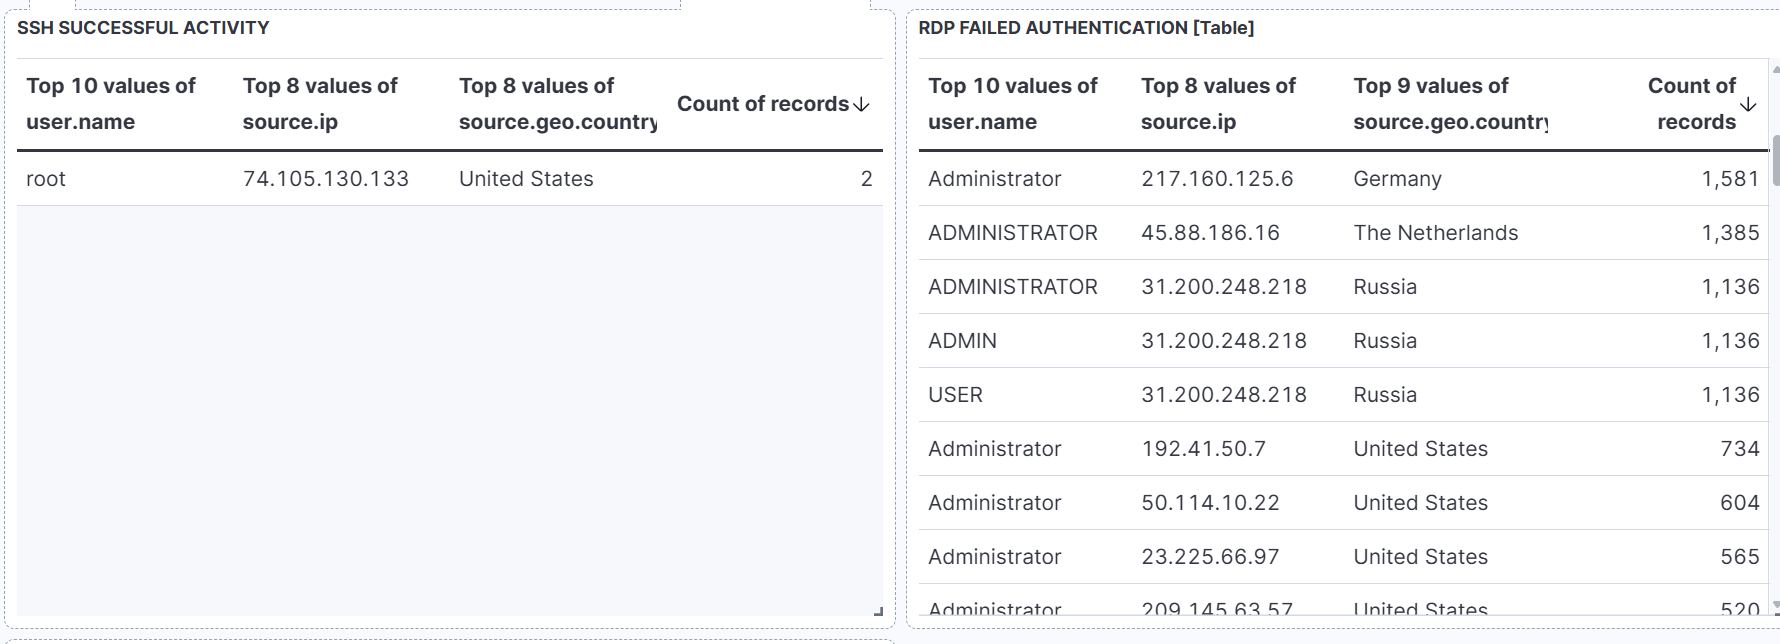 SSH SUCCESSFUL ACTIVITY
Top 10 values of user.name Top 8 values of source.ip Top 8 values of source.geo.country Count of records
root 74.105.130.133 United States 2
RDP FAILED AUTHENTICATION [Table]
Top 10 values of user.name Top 8 values of source.ip Top 9 values of source.geo.country Count of records
Administrator 217.160.125.6 Germany 1,581
ADMINISTRATOR 45.88.186.16 The Netherlands 1,385
ADMINISTRATOR 31.200.248.218 Russia 1,136
ADMIN 31.200.248.218 Russia 1,136
USER 31.200.248.218 Russia 1,136
Administrator 192.41.50.7 United States 734
Administrator 50.114.10.22 United States 604
Administrator 23.225.66.97 United States 565
Administrator 209.145.63.57 United States 520